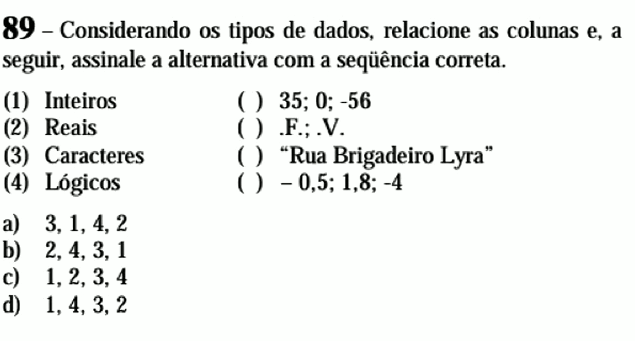 89 – Considerando os tipos de dados, relacione as colunas e, a
seguir, assinale a alternativa com a seqüência correta.
(1) Inteiros ( ) 35; 0; -56
(2) Reais ( ) .F.; .V.
(3) Caracteres ( ) “Rua Brigadeiro Lyra”
(4) Lógicos ( ) – 0,5; 1,8; -4
a) 3, 1, 4, 2
b) 2, 4, 3, 1
c) 1, 2, 3, 4
d) 1, 4, 3, 2